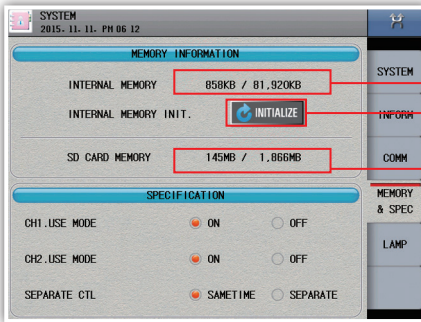 SYSTEM
2015. 11. 11. PM 06 12
MEMORY INFORMATION
INTERNAL MEMORY 858KB / 81,920KB
INTERNAL MEMORY INIT. INITIALIZE
SD CARD MEMORY 145MB / 1,866MB
SPECIFICATION
CH1.USE MODE ON OFF
CH2.USE MODE ON OFF
SEPARATE CTL SAMETIME SEPARATE
SYSTEM
INFORM
COMM
MEMORY
& SPEC
LAMP